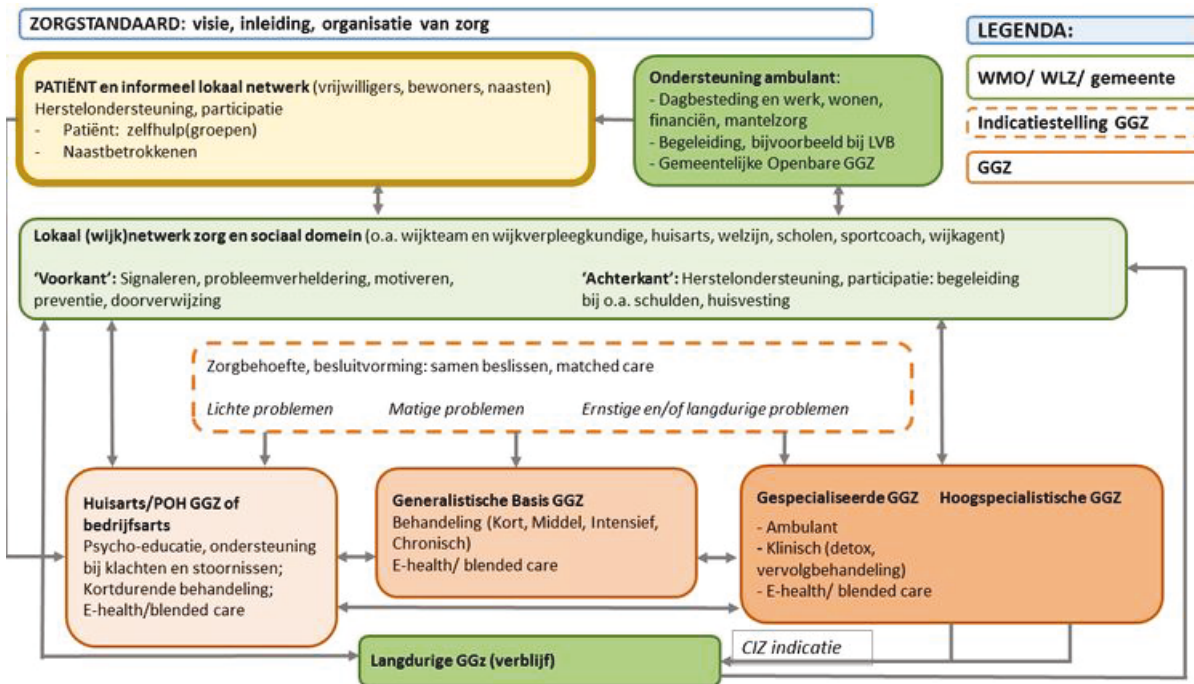 ZORGSTANDAARD: visie, inleiding, organisatie van zorg
LEGENDA:
WMO/ WLZ/ gemeente
Indicatiestelling GGZ
GGZ
PATIËNT en informeel lokaal netwerk (vrijwilligers, bewoners, naasten)
Herstelondersteuning, participatie
- Patiënt: zelfhulp(groepen)
- Naastbetrokkenen
Ondersteuning ambulant:
- Dagbesteding en werk, wonen,
financiën, mantelzorg
- Begeleiding, bijvoorbeeld bij LVB
- Gemeentelijke Openbare GGZ
Lokaal (wijk)netwerk zorg en sociaal domein (o.a. wijkteam en wijkverpleegkundige, huisarts, welzijn, scholen, sportcoach, wijkagent)
'Voorkant': Signaleren, probleemverheldering, motiveren,
preventie, doorverwijzing
'Achterkant': Herstelondersteuning, participatie: begeleiding
bij o.a. schulden, huisvesting
Zorgbehoefte, besluitvorming: samen beslissen, matched care
Lichte problemen
Matige problemen
Ernstige en/of langdurige problemen
Huisarts/POH GGZ of
bedrijfsarts
Psycho-educatie, ondersteuning
bij klachten en stoornissen;
Kortdurende behandeling;
E-health/blended care
Generalistische Basis GGZ
Behandeling (Kort, Middel, Intensief,
Chronisch)
E-health/ blended care
Gespecialiseerde GGZ
Hoogspecialistische GGZ
- Ambulant
- Klinisch (detox,
vervolgbehandeling)
- E-health/ blended care
Langdurige GGz (verblijf)
CIZ indicatie